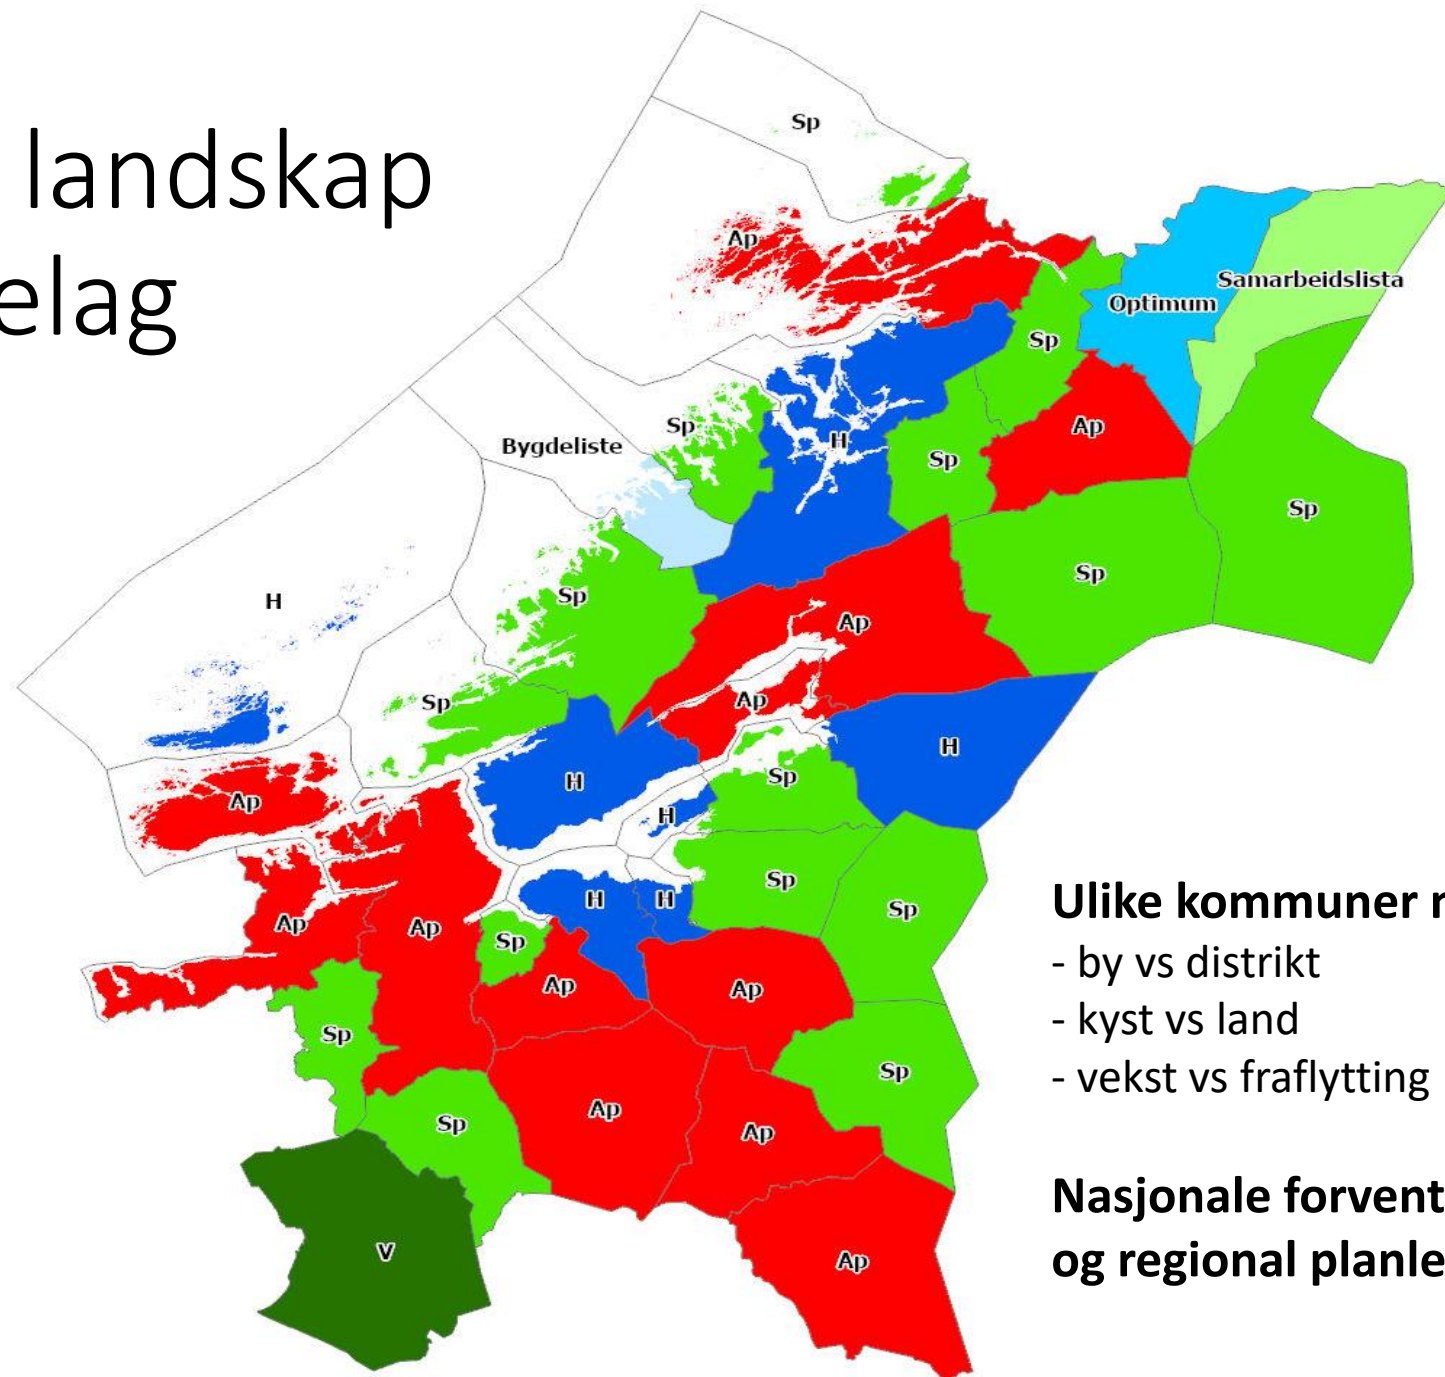 landskap
elag
Sp
Ap
Samarbeidslista
Optimum
Sp
Sp
Ap
Bygdeliste
H
Sp
Sp
Sp
H
Sp
Ap
Sp
Ap
H
Sp
H
Ap
H
Sp
H
H
Sp
Sp
Ap
Ap
Sp
Ap
Ap
Sp
Sp
Ap
Sp
Ap
V
Ap
Ulike kommuner
- by vs distrikt
- kyst vs land
- vekst vs fraflytting
Nasjonale forvent
og regional planle